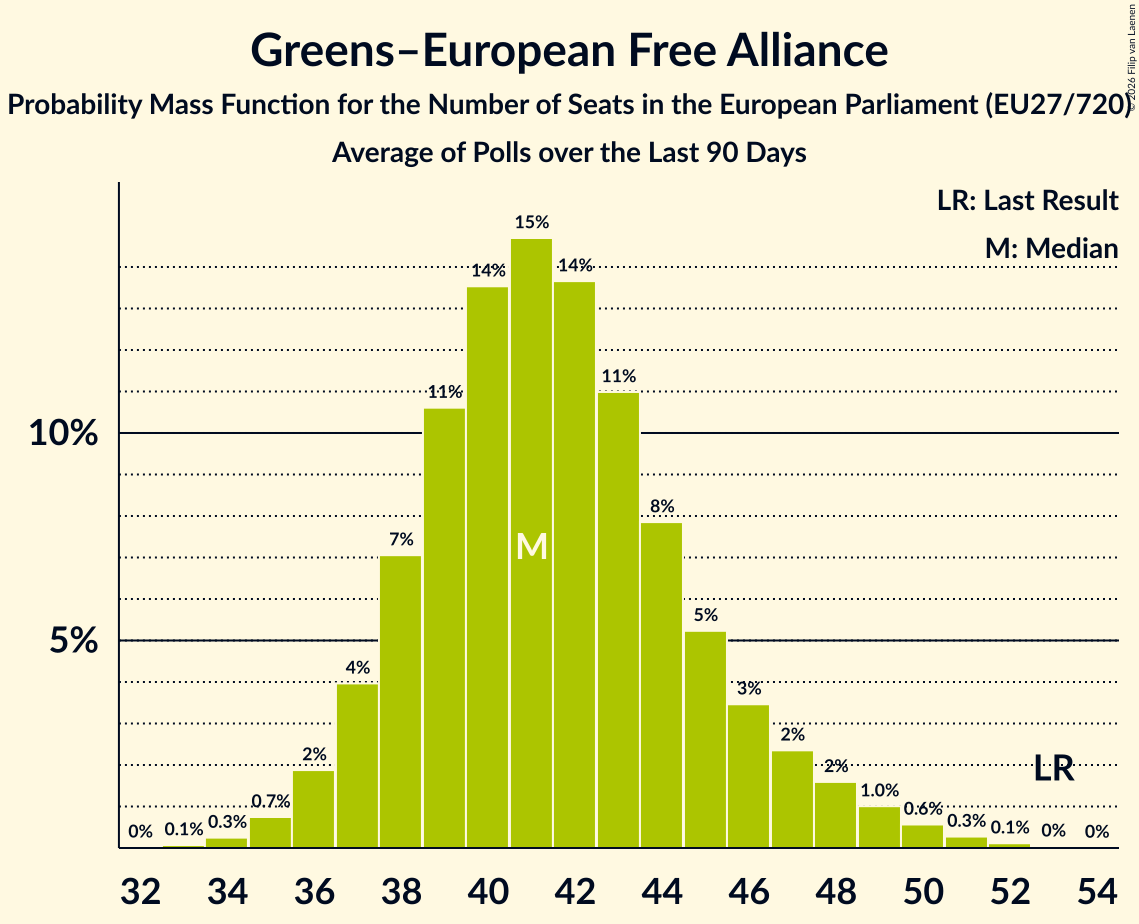 Greens–European Free Alliance
Probability Mass Function for the Number of Seats in the European Parliament (EU27/720)
Average of Polls over the Last 90 Days
© 2026 Filip van Laenen
LR: Last Result
M: Median
15%
14%
14%
11%
11%
10%
8%
7%
M
5%
5%
4%
3%
2%
2%
2%
LR
1.0%
0.7%
0.6%
0.3%
0.3%
0.1%
0.1%
0%
0%
0%
32 34 36 38 40 42 44 46 48 50 52 54